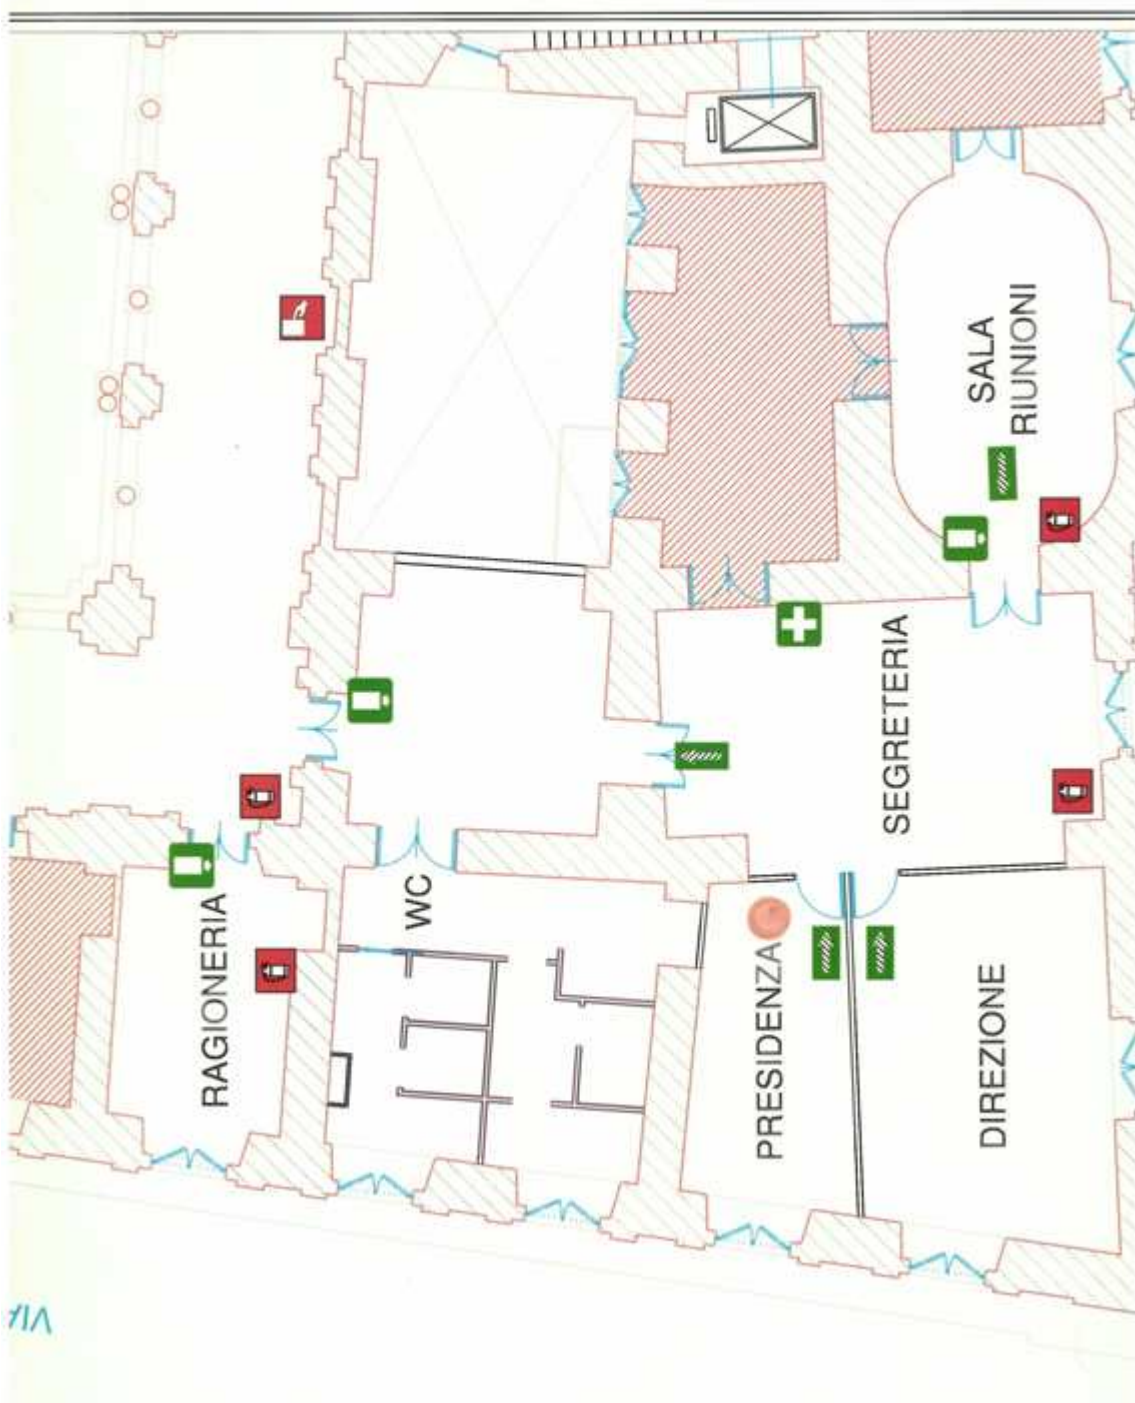 SALA
RIUNIONI
SEGRETERIA
WC
RAGIONERIA
PRESIDENZA
DIREZIONE
VIA